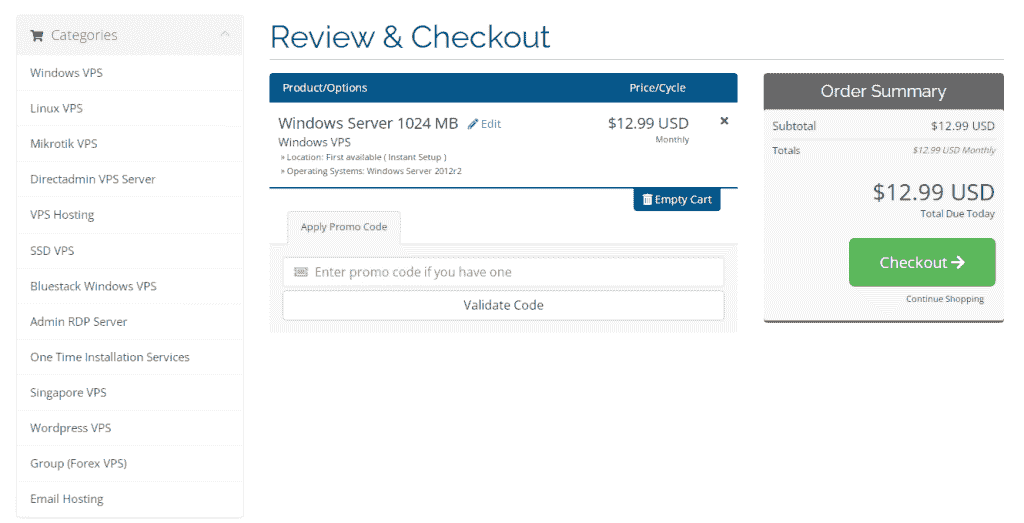 Categories
Windows VPS
Linux VPS
Mikrotik VPS
Directadmin VPS Server
VPS Hosting
SSD VPS
Bluestack Windows VPS
Admin RDP Server
One Time Installation Services
Singapore VPS
Wordpress VPS
Group (Forex VPS)
Email Hosting
Review & Checkout
Product/Options Price/Cycle
Windows Server 1024 MB Edit $12.99 USD
Windows VPS Monthly
» Location: First available ( Instant Setup )
» Operating Systems: Windows Server 2012r2
Empty Cart
Apply Promo Code
Enter promo code if you have one
Validate Code
Order Summary
Subtotal $12.99 USD
Totals $12.99 USD Monthly
$12.99 USD
Total Due Today
Checkout
Continue Shopping